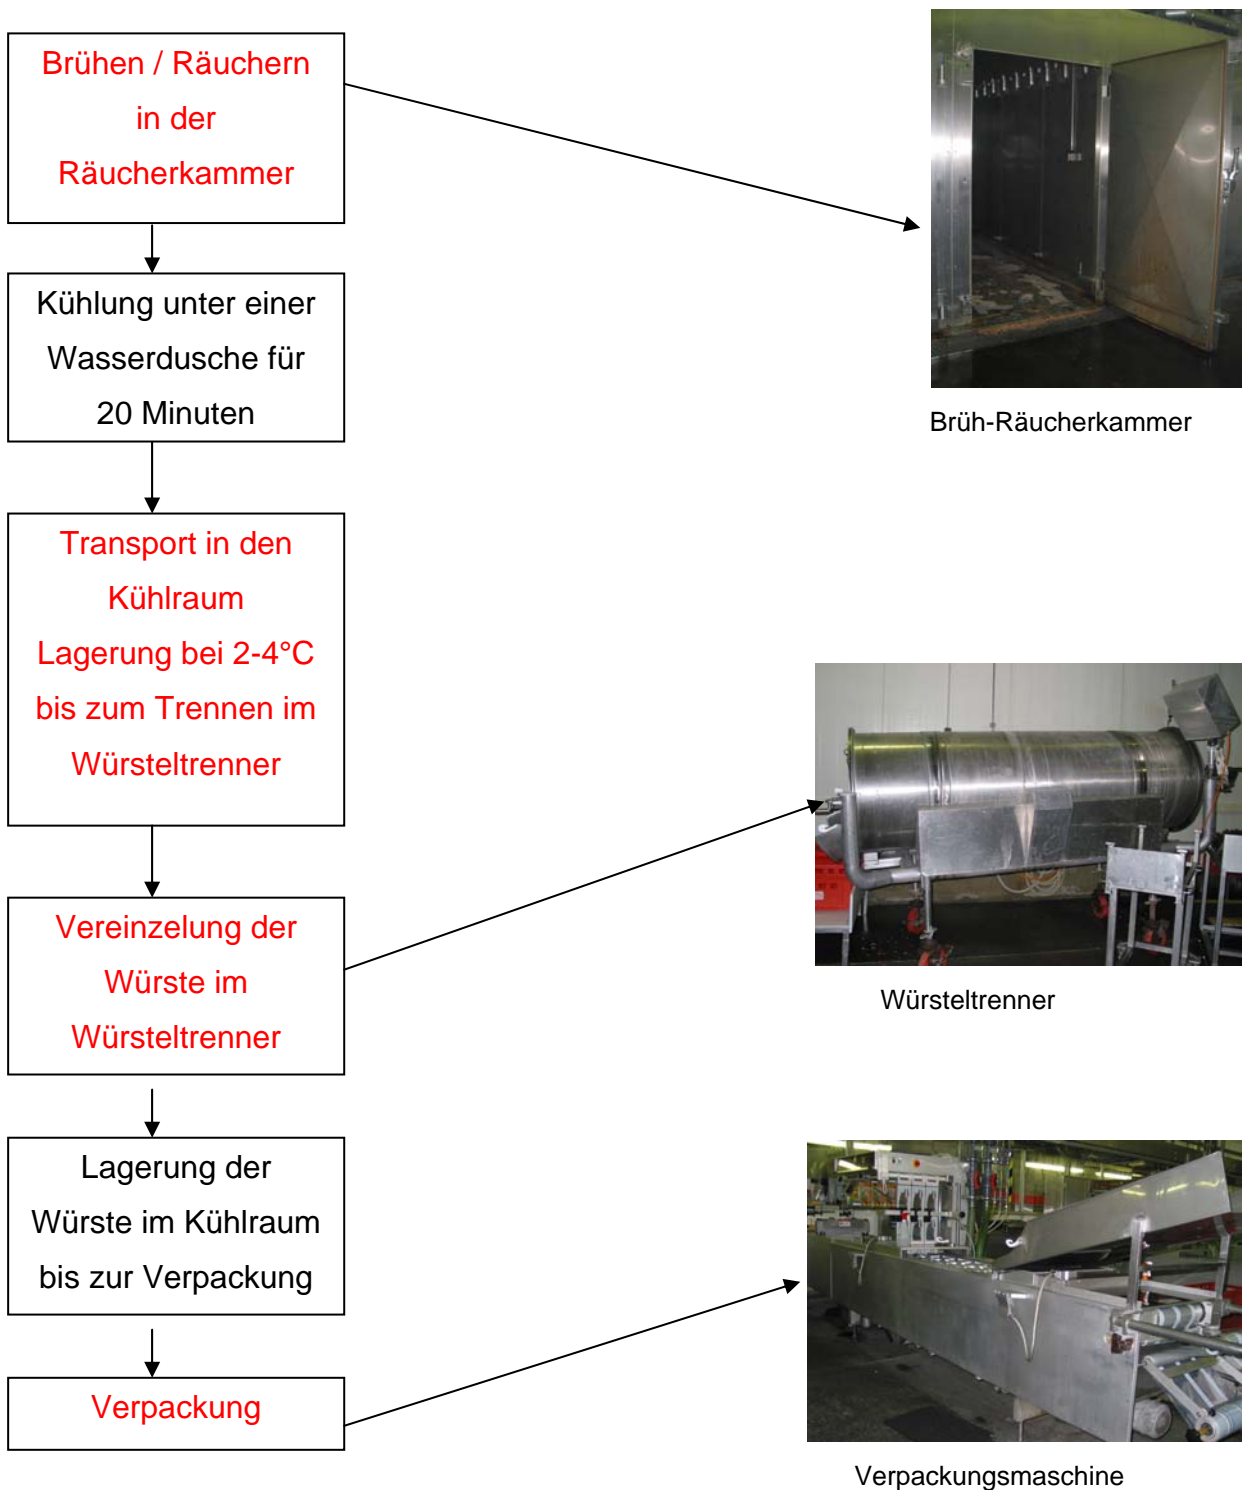 Brühen / Räuchern
in der
Räucherkammer
Brüh-Räucherkammer
Kühlung unter einer
Wasserdusche für
20 Minuten
Transport in den
Kühlraum
Lagerung bei 2-4°C
bis zum Trennen im
Würsteltrenner
Vereinzelung der
Würste im
Würsteltrenner
Würsteltrenner
Lagerung der
Würste im Kühlraum
bis zur Verpackung
Verpackung
Verpackungsmaschine